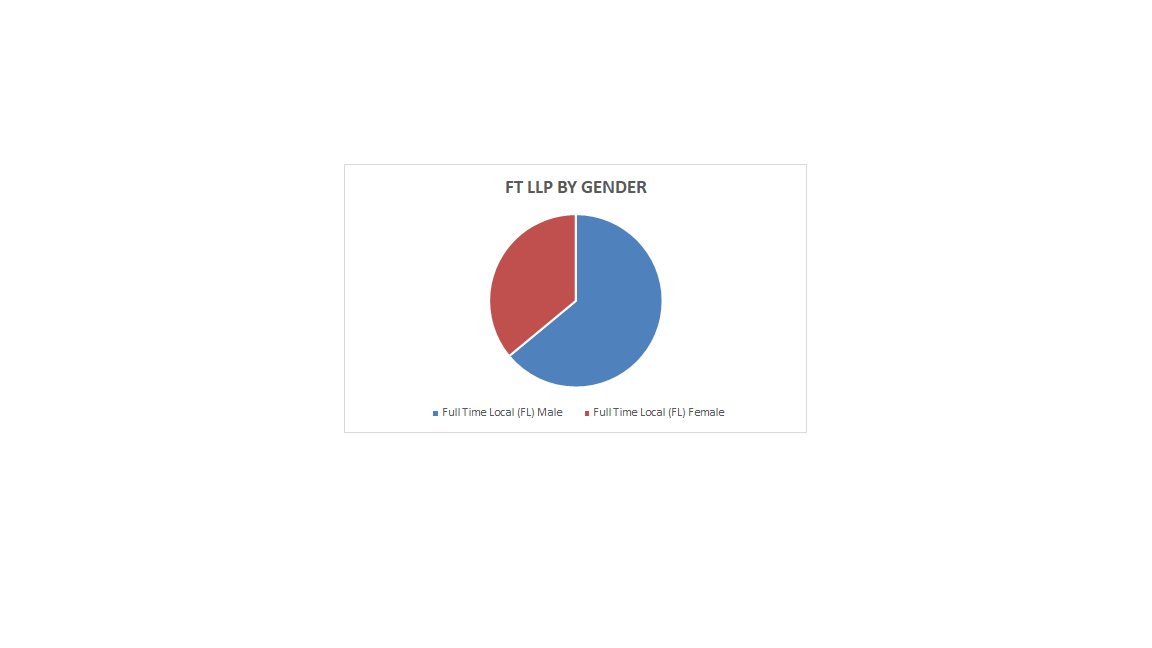 FT LLP BY GENDER
Full Time Local (FL) Male
Full Time Local (FL) Female